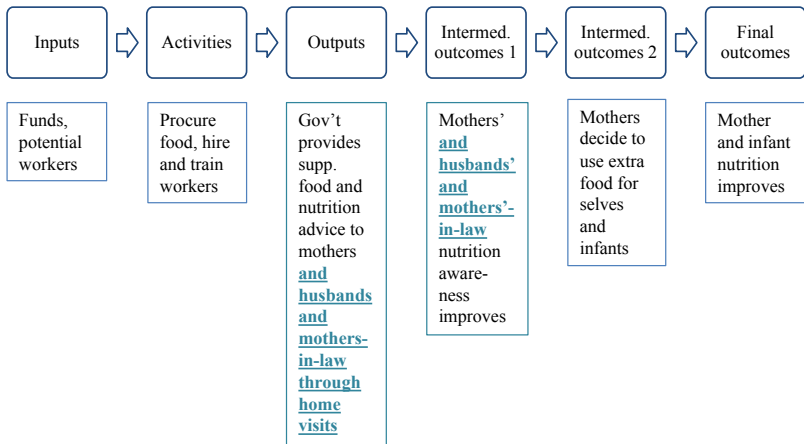 Inputs
Activities
Outputs
Intermed.
outcomes 1
Intermed.
outcomes 2
Final
outcomes
Funds,
potential
workers
Procure
food, hire
and train
workers
Gov’t
provides
supp.
food and
nutrition
advice to
mothers
and
husbands
and
mothers-
in-law
through
home
visits
Mothers’
and
husbands’
and
mothers’-
in-law
nutrition
aware-
ness
improves
Mothers
decide to
use extra
food for
selves
and
infants
Mother
and infant
nutrition
improves